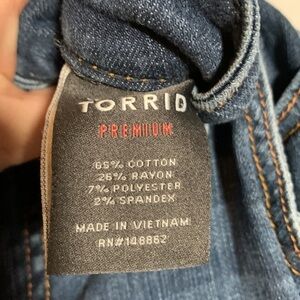 TORRID
PREMIUM
65% COTTON
26% RAYON
7% POLYESTER
2% SPANDEX
MADE IN VIETNAM
RN#148862